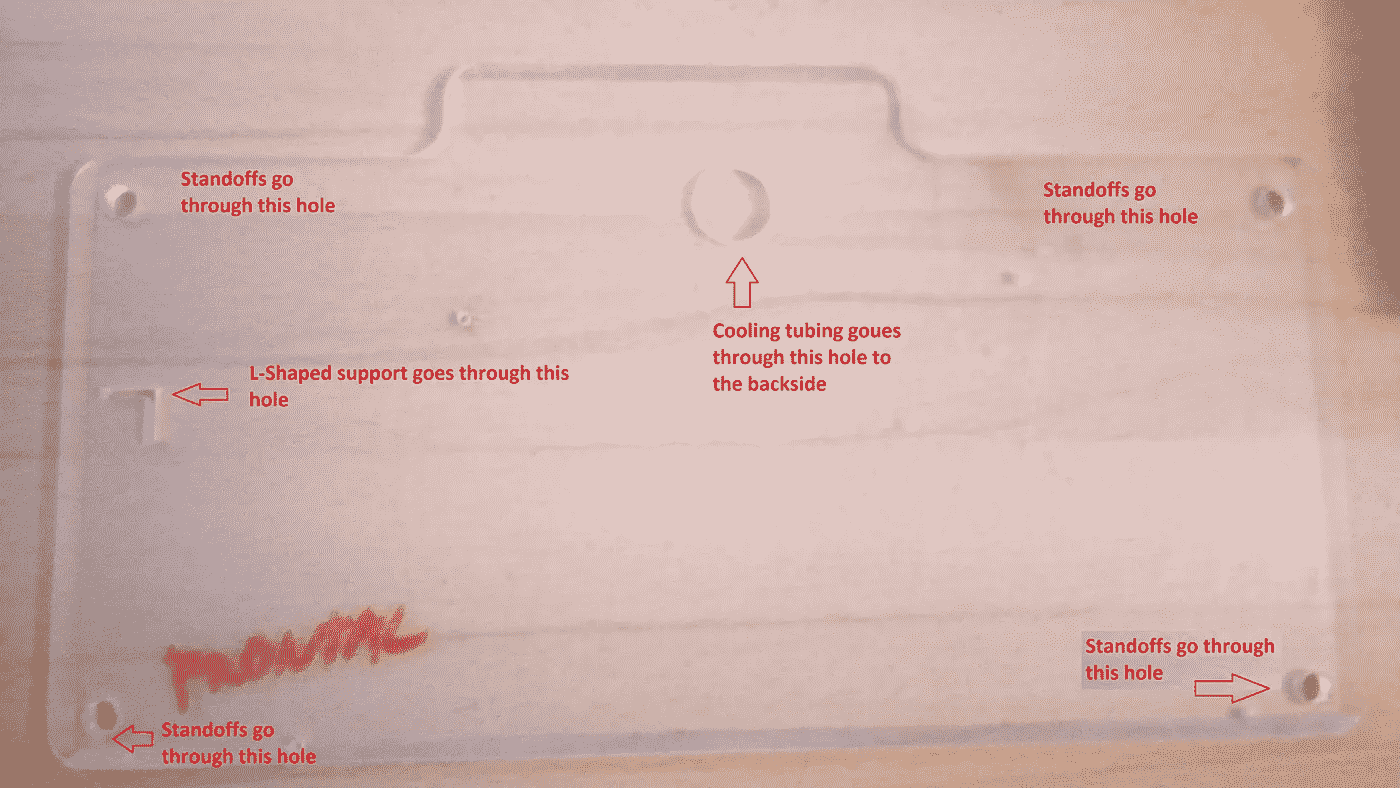 Standoffs go
through this hole
Standoffs go
through this hole
Cooling tubing goues
through this hole to
the backside
L-Shaped support goes through this
hole
Standoffs go through
this hole
Standoffs go
through this hole